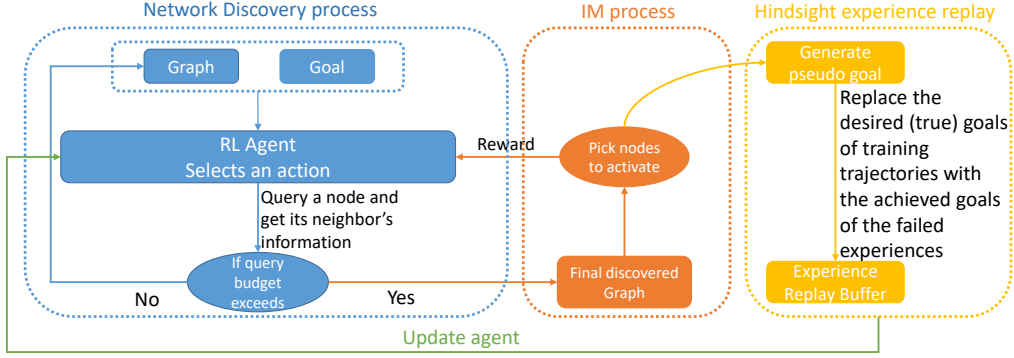 Network Discovery process
IM process
Hindsight experience replay
Graph
Goal
Generate
pseudo goal
RL Agent
Selects an action
Reward
Pick nodes
to activate
Replace the
desired (true) goals
of training
trajectories with
the achieved goals
of the failed
experiences
Query a node and
get its neighbor's
information
If query
budget
exceeds
No
Yes
Final discovered
Graph
Experience
Replay Buffer
Update agent